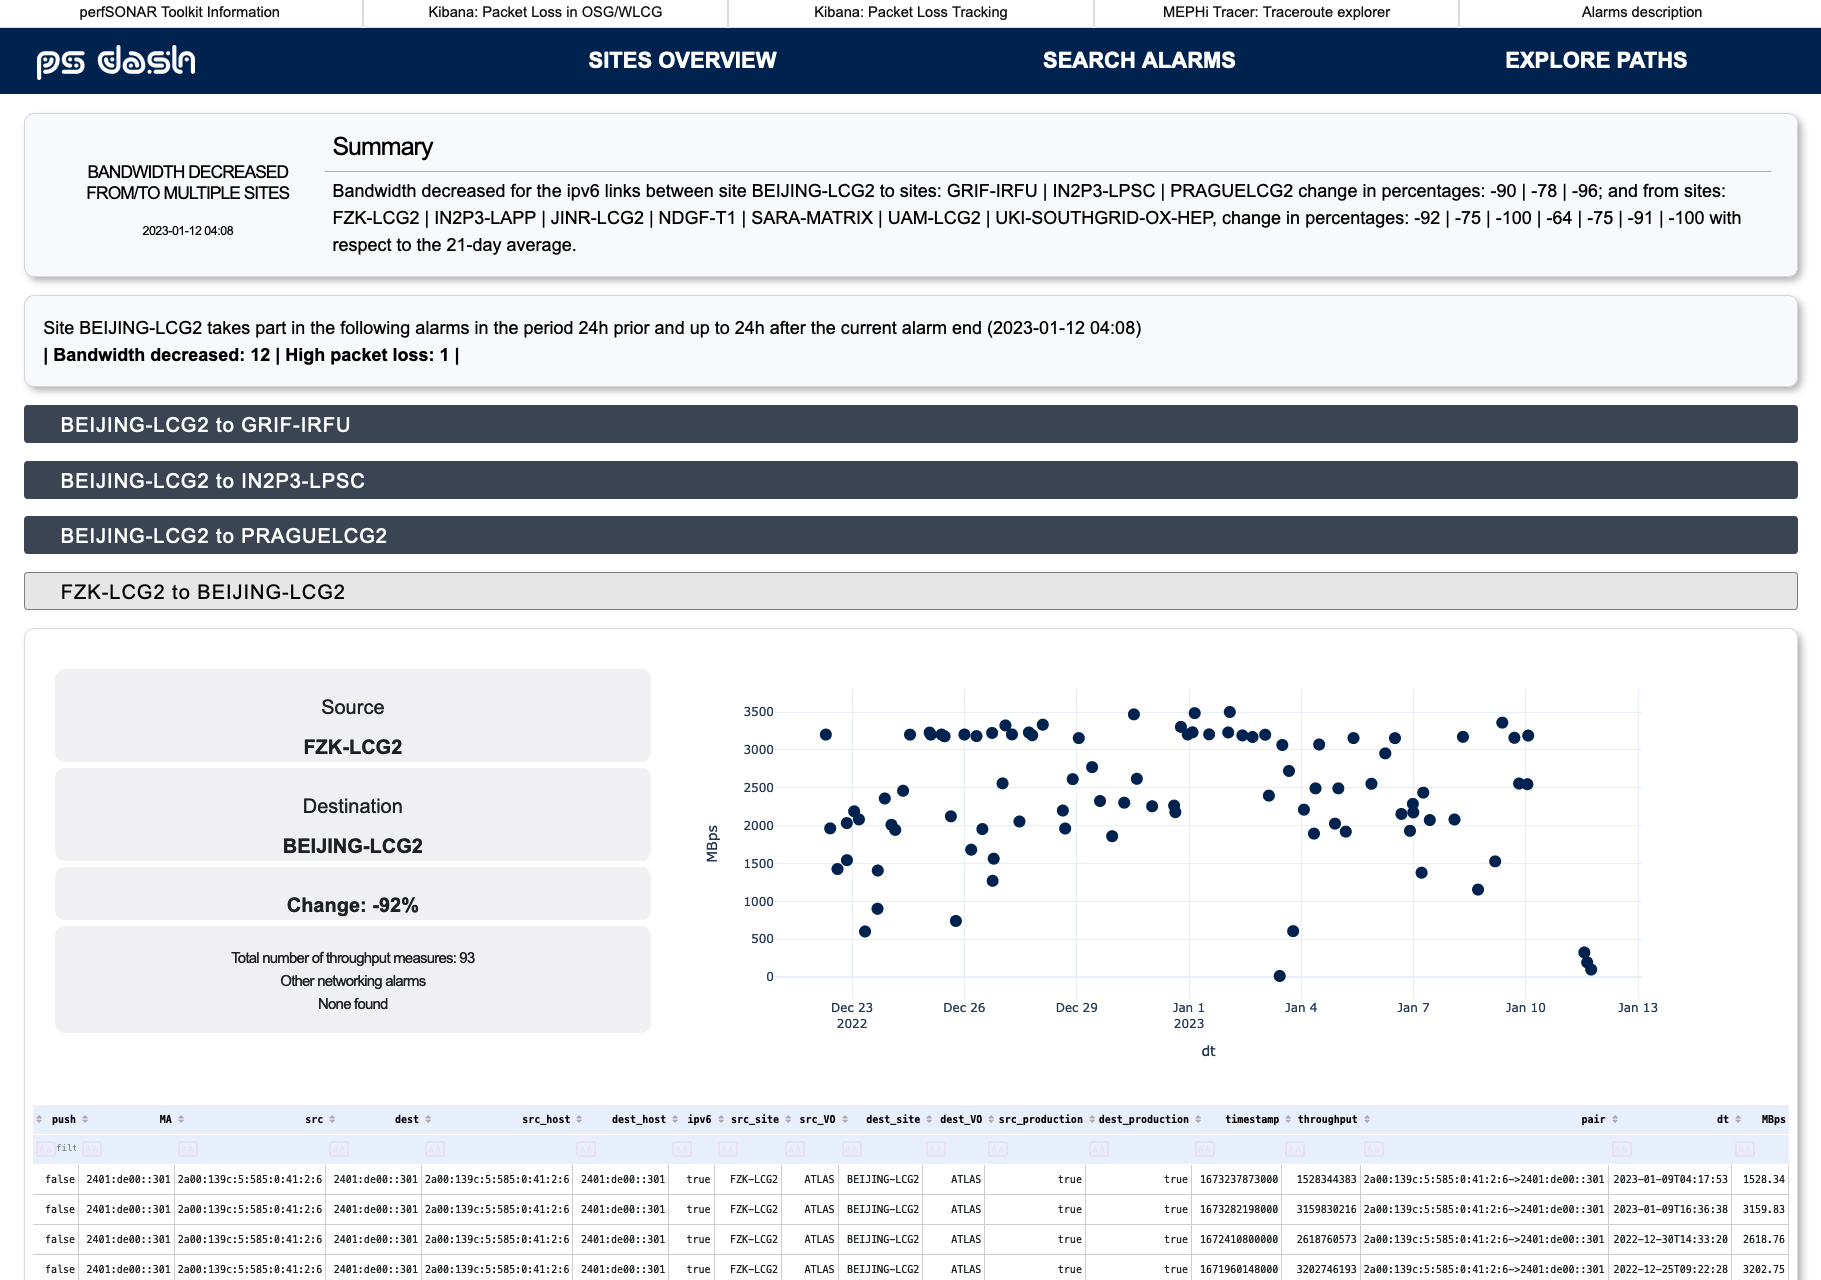 perfSONAR Toolkit Information
Kibana: Packet Loss in OSG/WLCG
Kibana: Packet Loss Tracking
MEPHi Tracer: Traceroute explorer
Alarms description
ps dash
SITES OVERVIEW
SEARCH ALARMS
EXPLORE PATHS
BANDWIDTH DECREASED
FROM/TO MULTIPLE SITES
2023-01-12 04:08
Summary
Bandwidth decreased for the ipv6 links between site BEIJING-LCG2 to sites: GRIF-IRFU | IN2P3-LPSC | PRAGUELCG2 change in percentages: -90 | -78 | -96; and from sites:
FZK-LCG2 | IN2P3-LAPP | JINR-LCG2 | NDGF-T1 | SARA-MATRIX | UAM-LCG2 | UKI-SOUTHGRID-OX-HEP, change in percentages: -92 | -75 | -100 | -64 | -75 | -91 | -100 with
respect to the 21-day average.
Site BEIJING-LCG2 takes part in the following alarms in the period 24h prior and up to 24h after the current alarm end (2023-01-12 04:08)
| Bandwidth decreased: 12 | High packet loss: 1 |
BEIJING-LCG2 to GRIF-IRFU
BEIJING-LCG2 to IN2P3-LPSC
BEIJING-LCG2 to PRAGUELCG2
FZK-LCG2 to BEIJING-LCG2
Source
FZK-LCG2
Destination
BEIJING-LCG2
Change: -92%
Total number of throughput measures: 93
Other networking alarms
None found
MBps
3500
3000
2500
2000
1500
1000
500
0
Dec 23 Dec 26 Dec 29 Jan 1 Jan 4 Jan 7 Jan 10 Jan 13
2022 2023
dt
push MA src dest src_host dest_host ipv6 src_site src_VO dest_site dest_VO src_production dest_production timestamp throughput pair dt MBps
Aa filt Aa Aa Aa Aa Aa Aa Aa Aa Aa Aa Aa Aa Aa Aa Aa Aa Aa
false 2401:de00::301 2a00:139c:5:585:0:41:2:6 2401:de00::301 2a00:139c:5:585:0:41:2:6 2401:de00::301 true FZK-LCG2 ATLAS BEIJING-LCG2 ATLAS true true 1673237873000 1528344383 2a00:139c:5:585:0:41:2:6->2401:de00::301 2023-01-09T04:17:53 1528.34
false 2401:de00::301 2a00:139c:5:585:0:41:2:6 2401:de00::301 2a00:139c:5:585:0:41:2:6 2401:de00::301 true FZK-LCG2 ATLAS BEIJING-LCG2 ATLAS true true 1673282198000 3159830216 2a00:139c:5:585:0:41:2:6->2401:de00::301 2023-01-09T16:36:38 3159.83
false 2401:de00::301 2a00:139c:5:585:0:41:2:6 2401:de00::301 2a00:139c:5:585:0:41:2:6 2401:de00::301 true FZK-LCG2 ATLAS BEIJING-LCG2 ATLAS true true 1672410800000 2618760573 2a00:139c:5:585:0:41:2:6->2401:de00::301 2022-12-30T14:33:20 2618.76
false 2401:de00::301 2a00:139c:5:585:0:41:2:6 2401:de00::301 2a00:139c:5:585:0:41:2:6 2401:de00::301 true FZK-LCG2 ATLAS BEIJING-LCG2 ATLAS true true 1671960148000 3202746193 2a00:139c:5:585:0:41:2:6->2401:de00::301 2022-12-25T09:22:28 3202.75